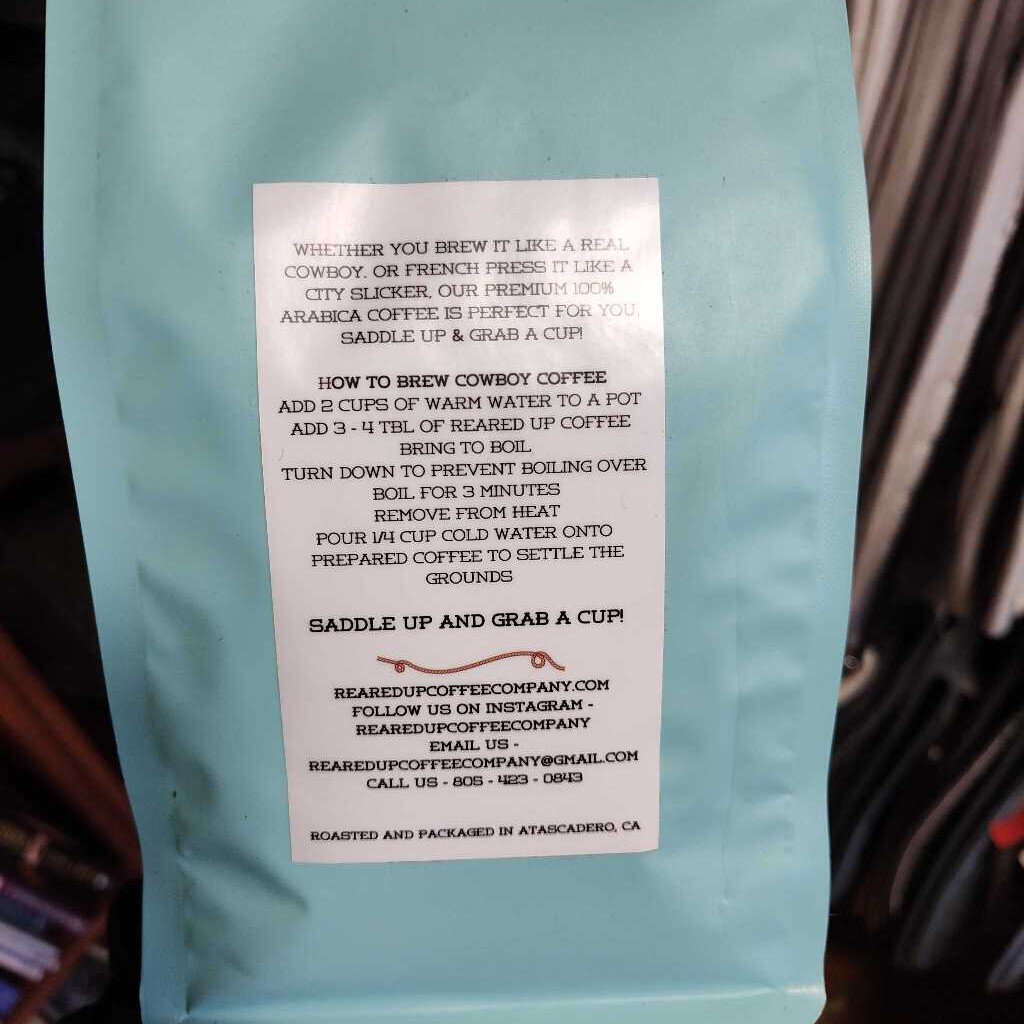 WHETHER YOU BREW IT LIKE A REAL
COWBOY, OR FRENCH PRESS IT LIKE A
CITY SLICKER, OUR PREMIUM 100%
ARABICA COFFEE IS PERFECT FOR YOU.
SADDLE UP & GRAB A CUP!
HOW TO BREW COWBOY COFFEE
ADD 2 CUPS OF WARM WATER TO A POT
ADD 3 - 4 TBL OF REARED UP COFFEE
BRING TO BOIL
TURN DOWN TO PREVENT BOILING OVER
BOIL FOR 3 MINUTES
REMOVE FROM HEAT
POUR 1/4 CUP COLD WATER ONTO
PREPARED COFFEE TO SETTLE THE
GROUNDS
SADDLE UP AND GRAB A CUP!
REAREDUPCOFFEECOMPANY.COM
FOLLOW US ON INSTAGRAM -
REAREDUPCOFFEECOMPANY
EMAIL US -
REAREDUPCOFFEECOMPANY@GMAIL.COM
CALL US - 805 - 423 - 0843
ROASTED AND PACKAGED IN ATASCADERO, CA